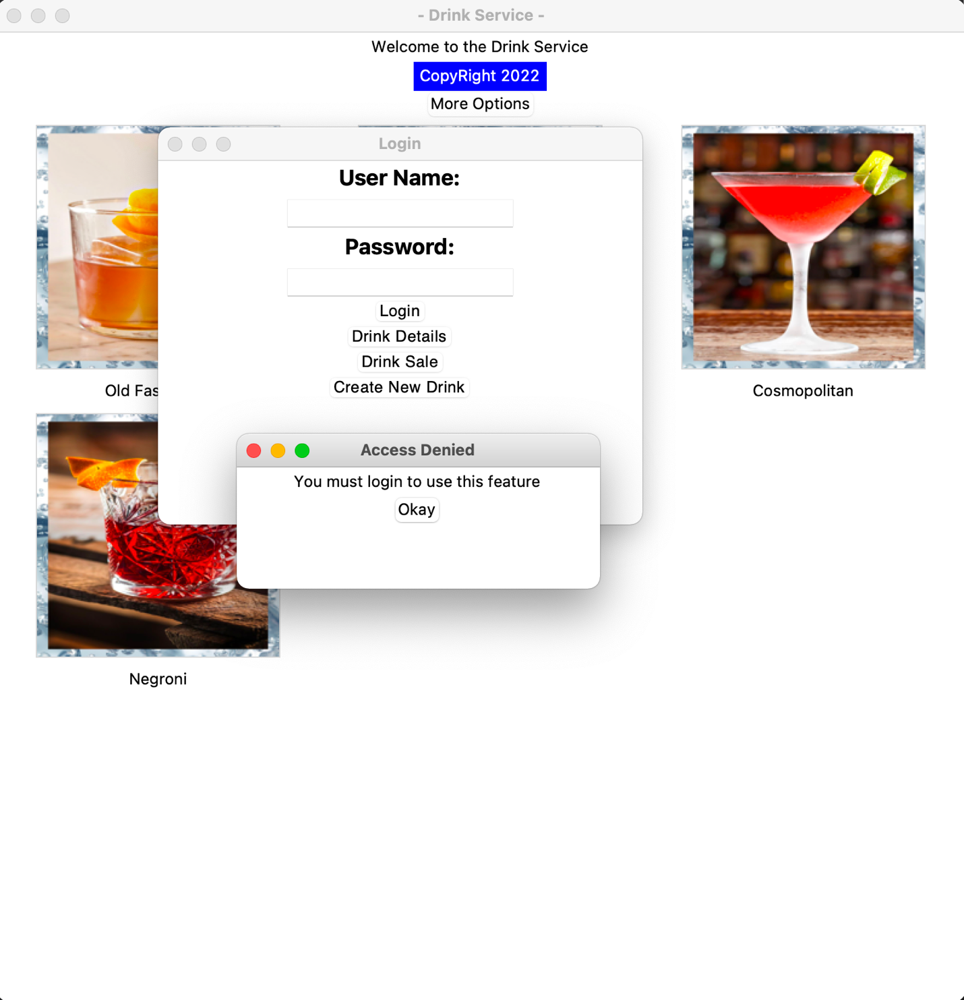 - Drink Service -
Welcome to the Drink Service
CopyRight 2022
More Options
Login
User Name:
Password:
Login
Drink Details
Drink Sale
Create New Drink
Access Denied
You must login to use this feature
Okay
Old Fas
Cosmopolitan
Negroni